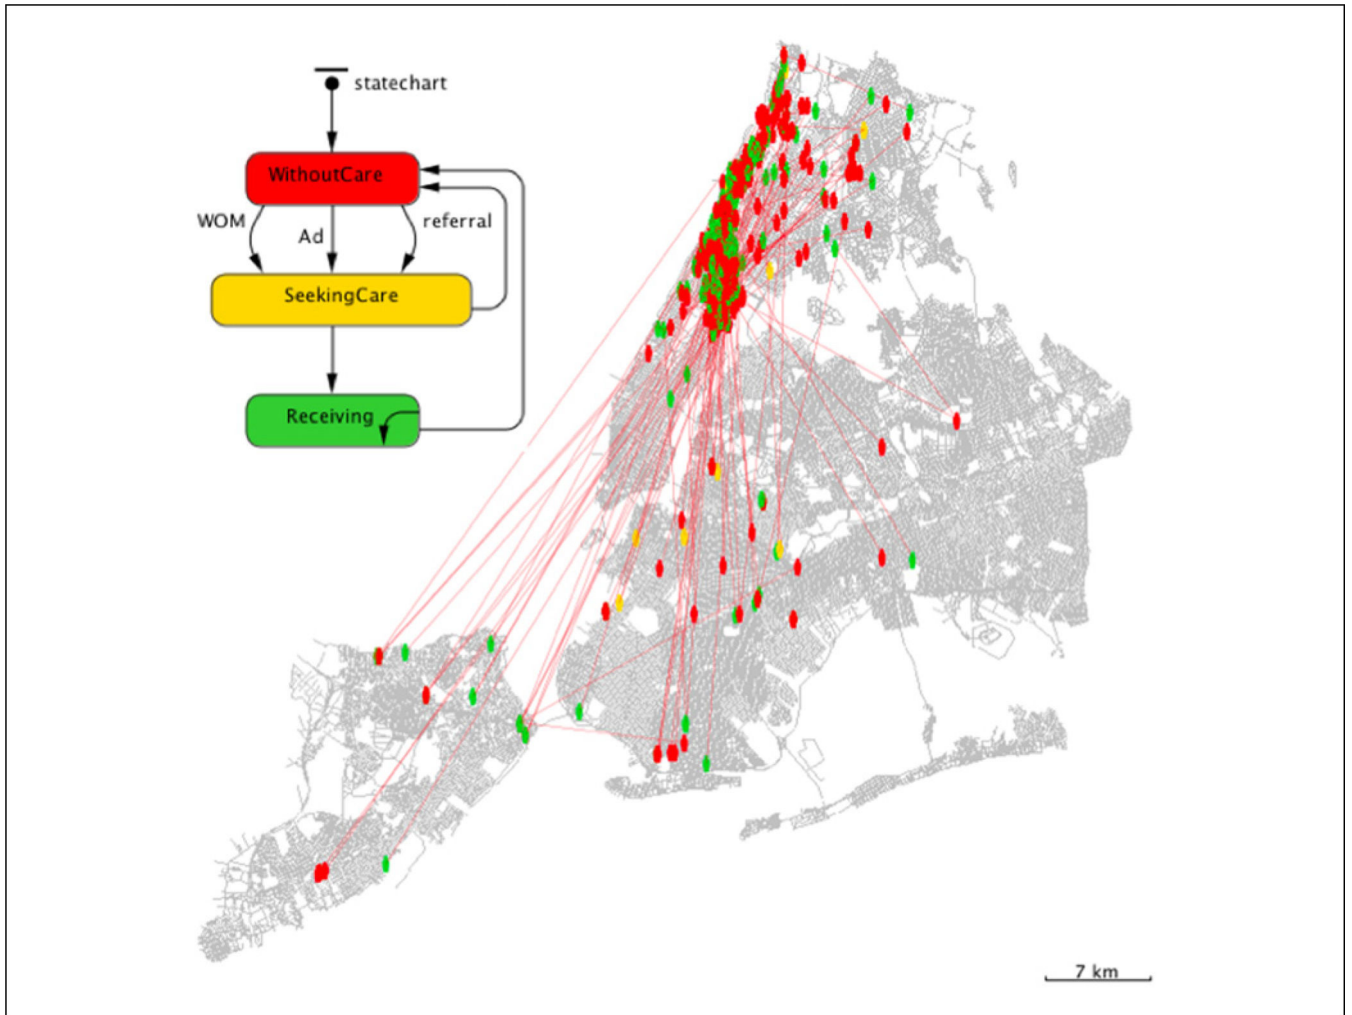 statechart
WithoutCare
WOM
Ad
referral
SeekingCare
Receiving
7 km